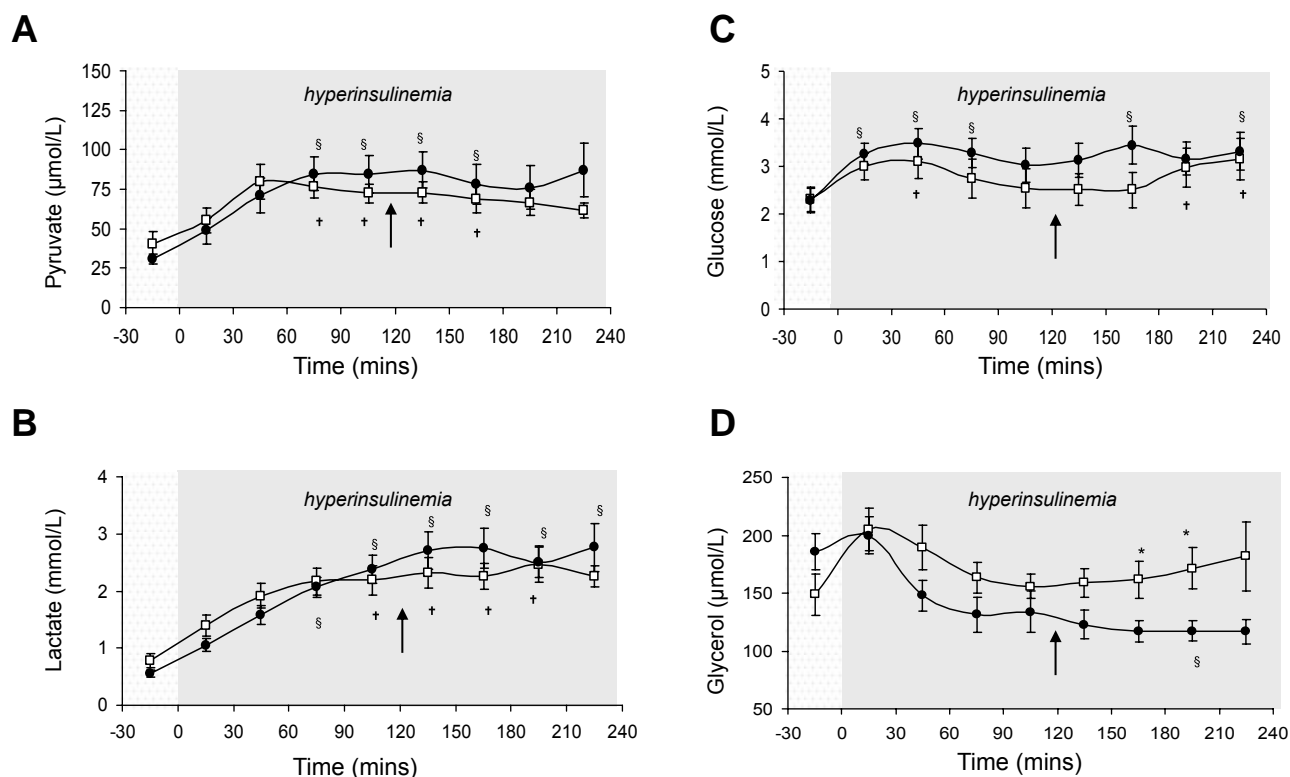 A
Pyruvate (µmol/L)
150
125
100
75
50
25
0
hyperinsulinemia
§ § § §
† † † †
-30 0 30 60 90 120 150 180 210 240
Time (mins)
C
Glucose (mmol/L)
5
4
3
2
1
0
hyperinsulinemia
§ § § § §
† † †
-30 0 30 60 90 120 150 180 210 240
Time (mins)
B
Lactate (mmol/L)
4
3
2
1
0
hyperinsulinemia
§ § § § §
§ † † † †
-30 0 30 60 90 120 150 180 210 240
Time (mins)
D
Glycerol (µmol/L)
250
200
150
100
50
hyperinsulinemia
* *
§
-30 0 30 60 90 120 150 180 210 240
Time (mins)